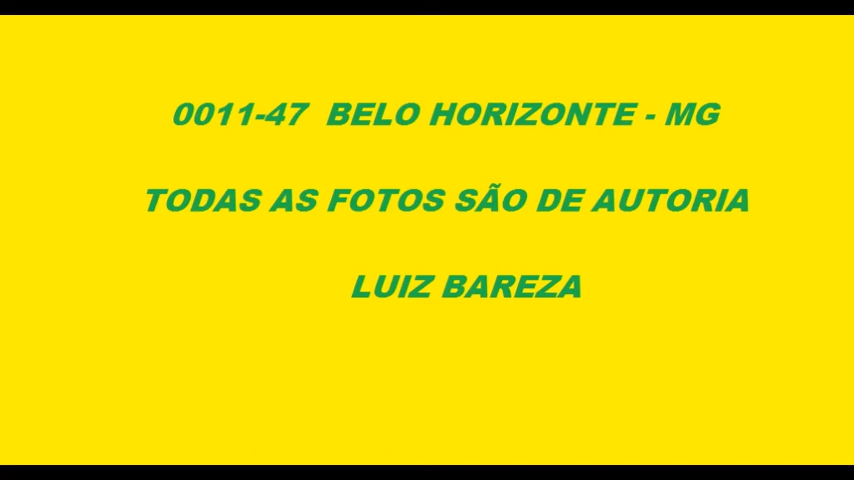 0011-47 BELO HORIZONTE - MG
TODAS AS FOTOS SÃO DE AUTORIA
LUIZ BAREZA